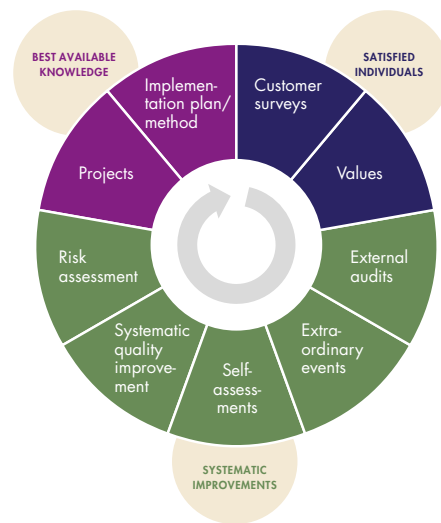 BEST AVAILABLE
KNOWLEDGE
SATISFIED
INDIVIDUALS
Implemen-
tation plan/
method
Customer
surveys
Projects
Values
Risk
assessment
External
audits
Systematic
quality
improve-
ment
Extra-
ordinary
events
Self-
assess-
ments
SYSTEMATIC
IMPROVEMENTS